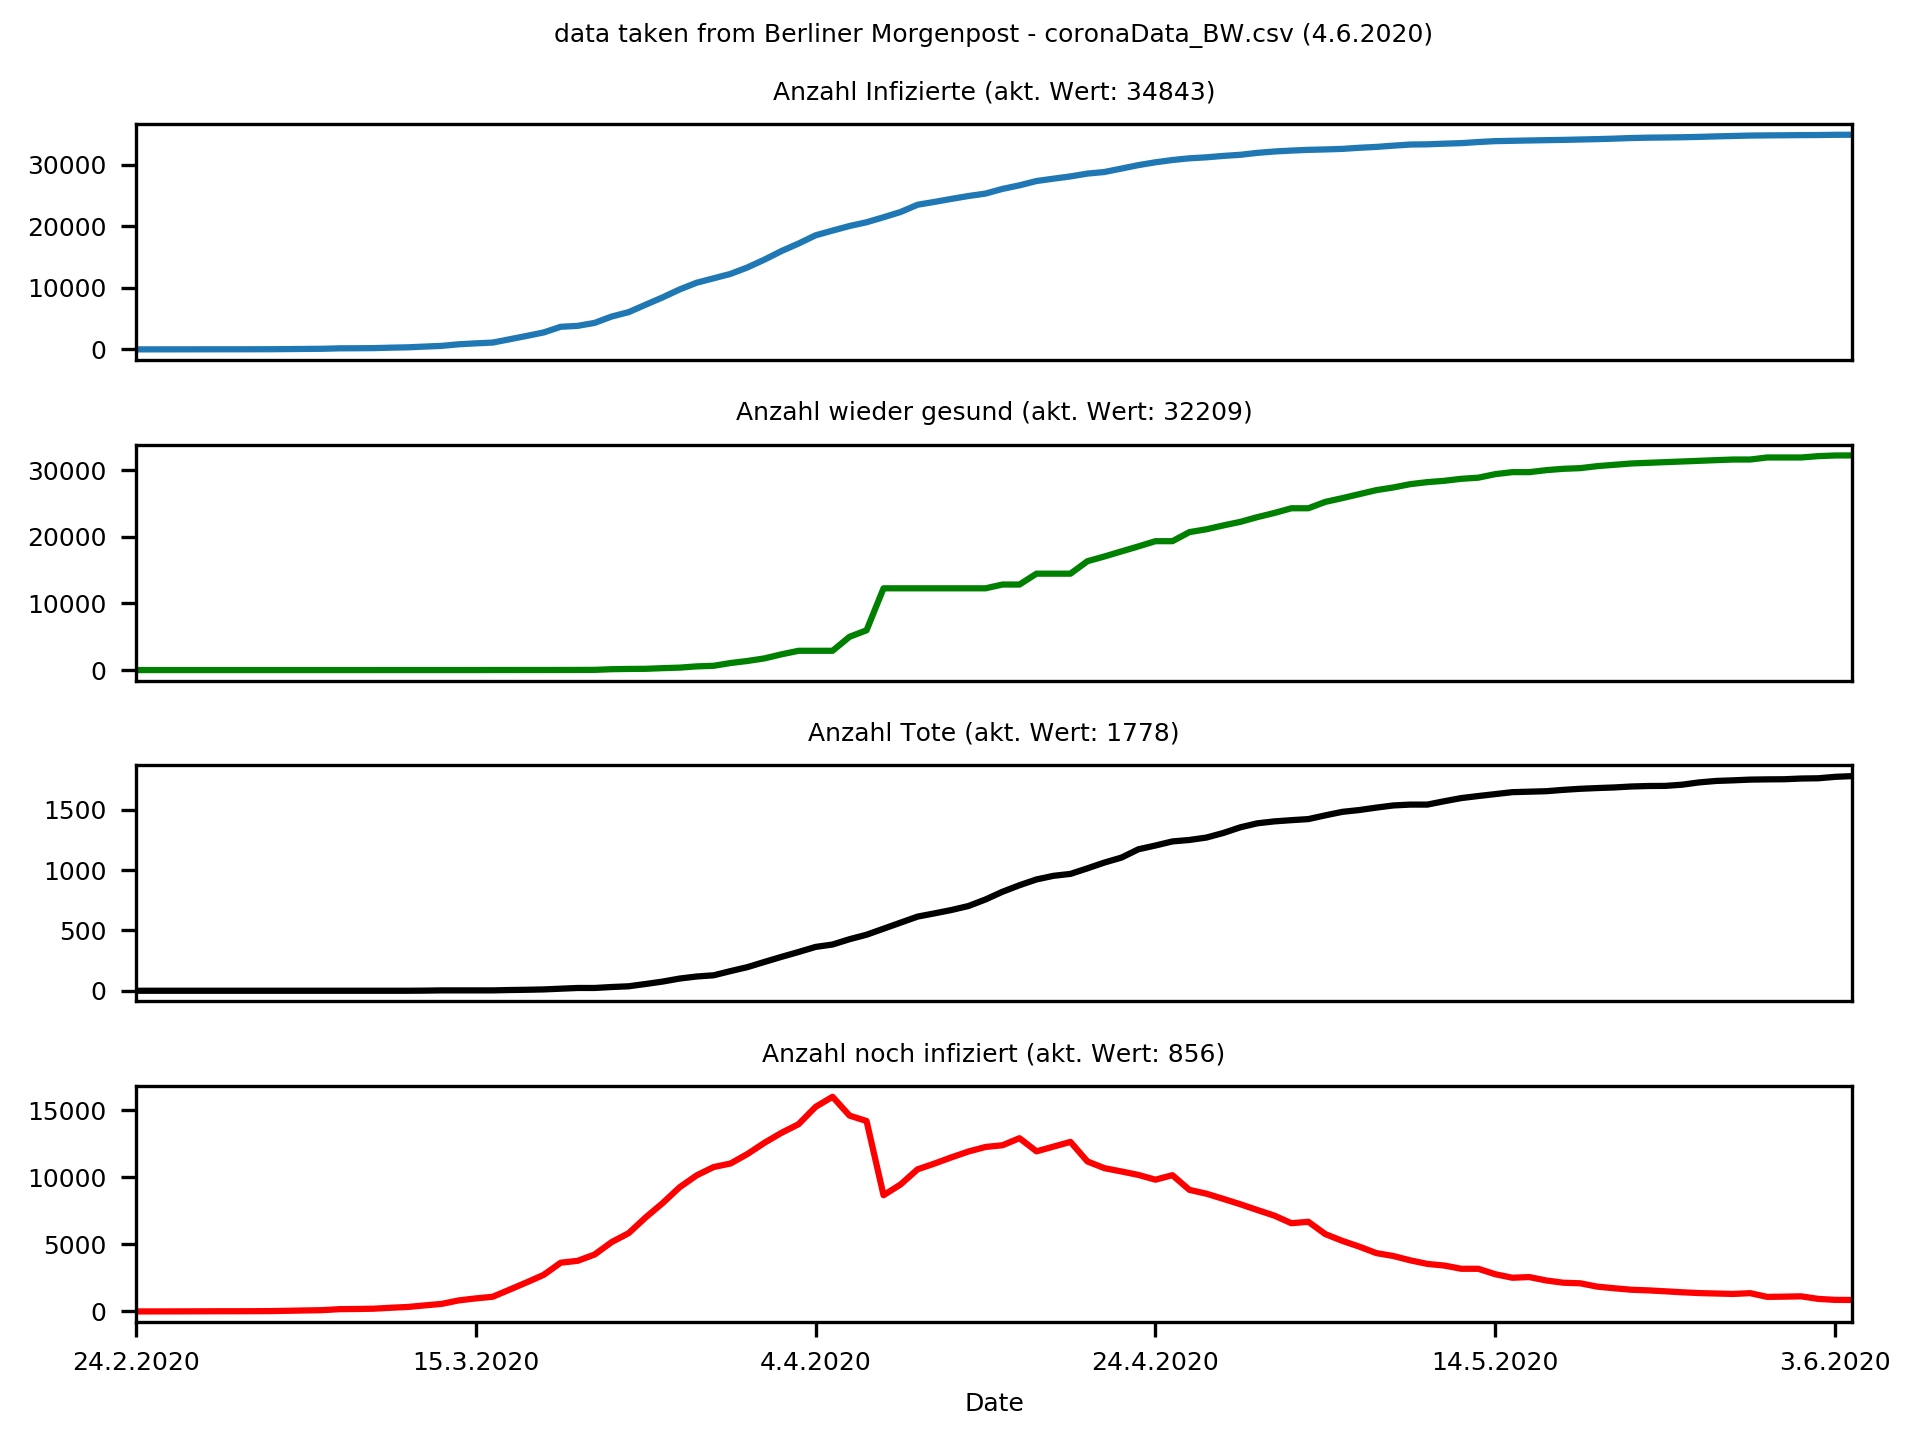 data taken from Berliner Morgenpost - coronaData_BW.csv (4.6.2020)
Anzahl Infizierte (akt. Wert: 34843)
30000
20000
10000
0
Anzahl wieder gesund (akt. Wert: 32209)
30000
20000
10000
0
Anzahl Tote (akt. Wert: 1778)
1500
1000
500
0
Anzahl noch infiziert (akt. Wert: 856)
15000
10000
5000
0
24.2.2020 15.3.2020 4.4.2020 24.4.2020 14.5.2020 3.6.2020
Date